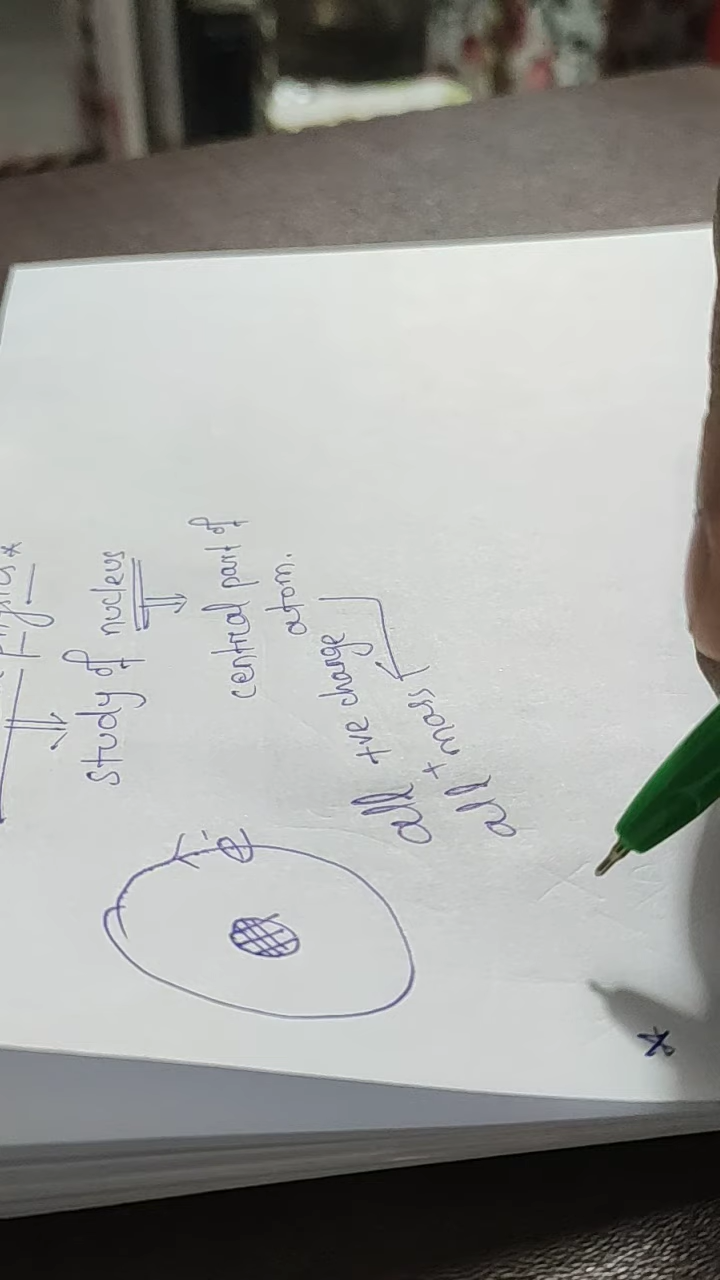 physics *
study of nucleus
central part of
atom.
all +ve charge
+
all mass
e
*